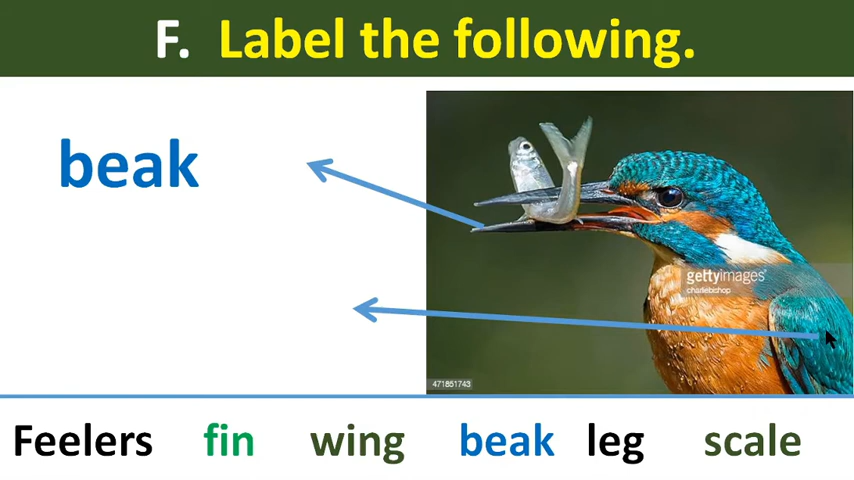 F. Label the following.
beak
gettyimages®
charliebishop
471851743
Feelers fin wing beak leg scale